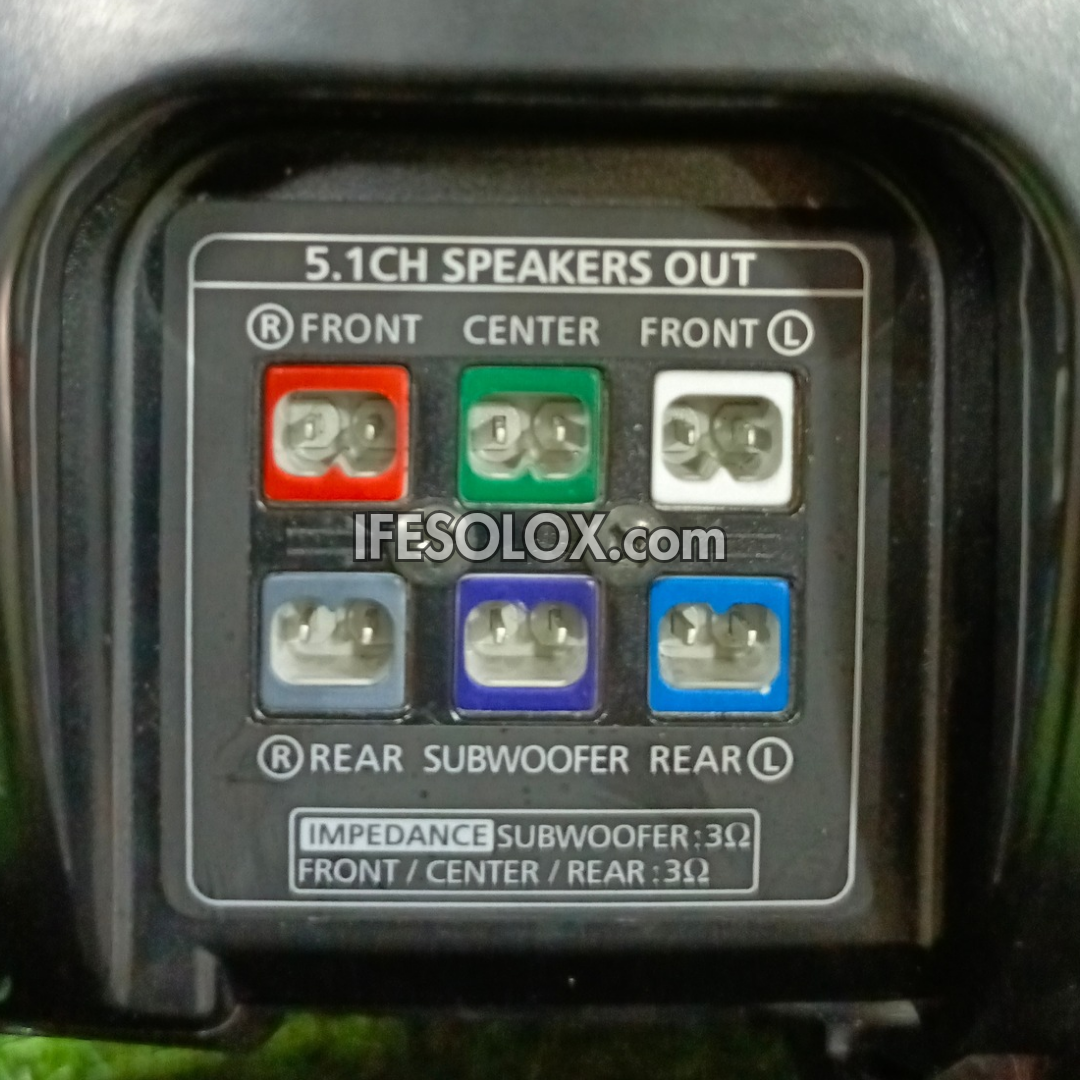 5.1CH SPEAKERS OUT
Ⓡ FRONT CENTER FRONT Ⓛ
IFESOLOX.com
Ⓡ REAR SUBWOOFER REAR Ⓛ
IMPEDANCE SUBWOOFER:3Ω
FRONT / CENTER / REAR:3Ω